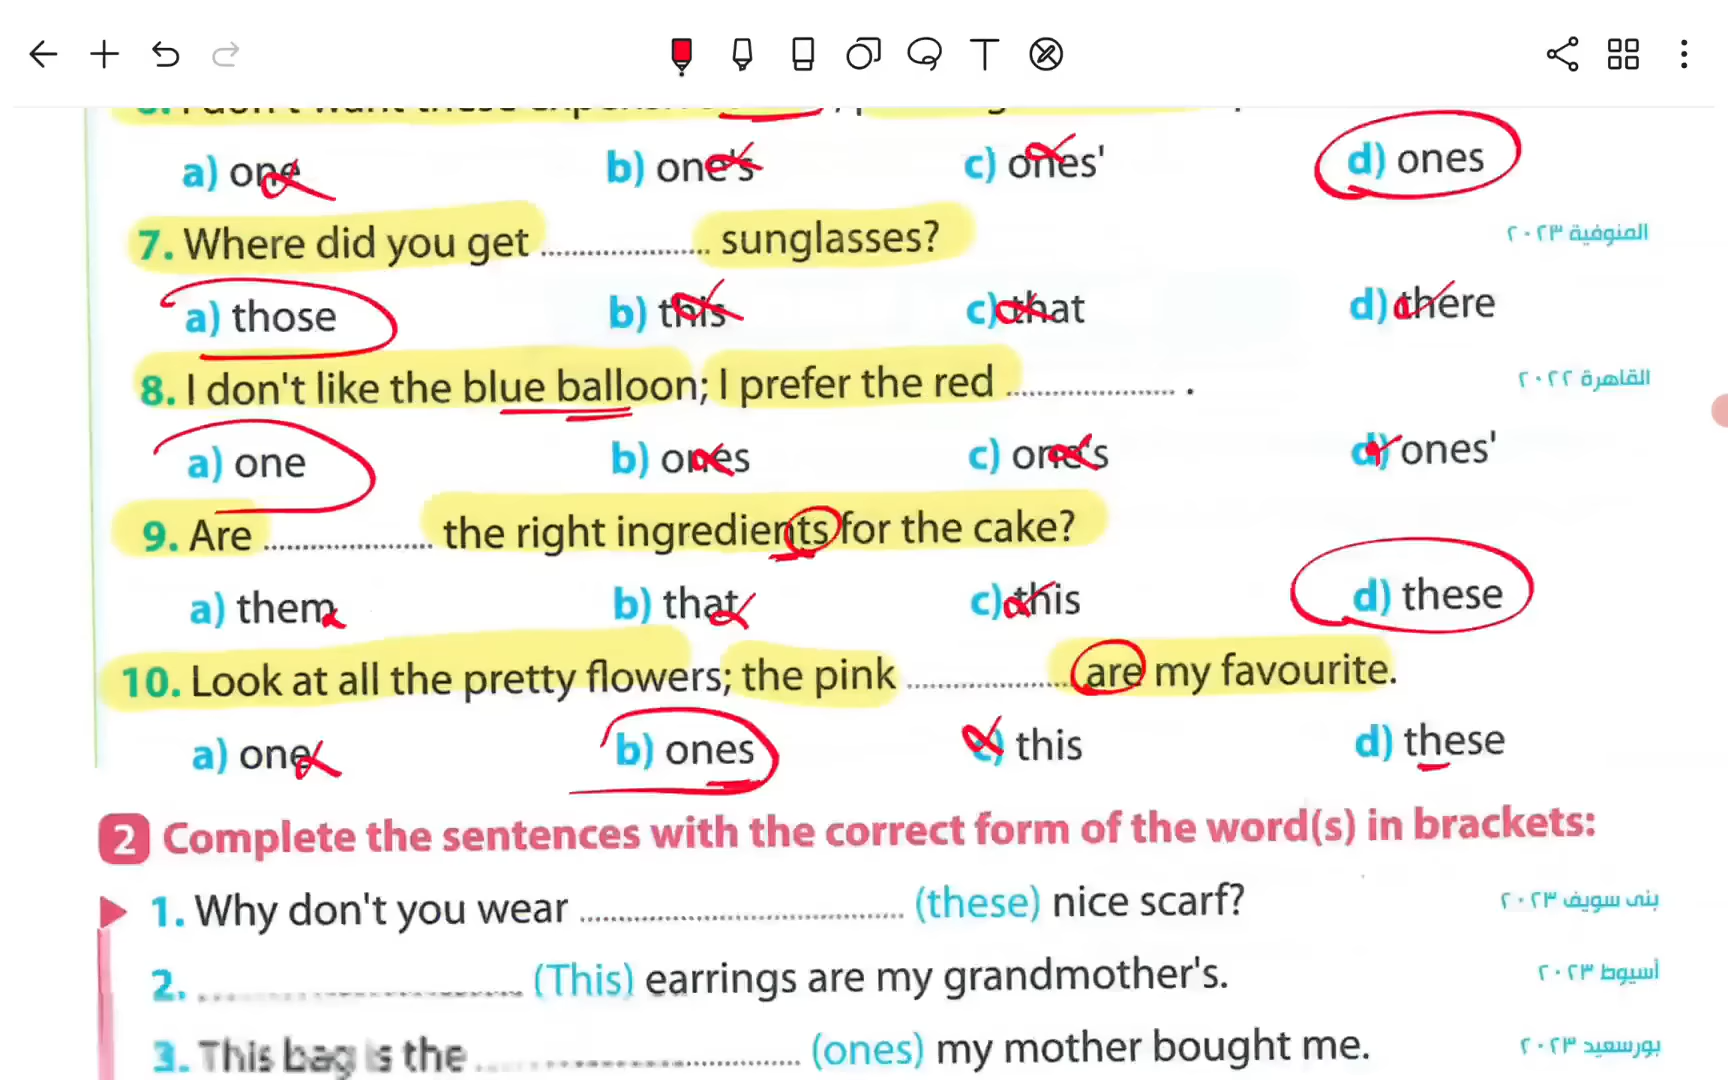 a) one b) one's c) ones' d) ones
7. Where did you get .................... sunglasses? المنوفية ٢٠٢٣
a) those b) this c) that d) there
8. I don't like the blue balloon; I prefer the red .................... . القاهرة ٢٠٢٢
a) one b) ones c) one's d) ones'
9. Are .................... the right ingredients for the cake?
a) them b) that c) this d) these
10. Look at all the pretty flowers; the pink .................... are my favourite.
a) one b) ones c) this d) these
2 Complete the sentences with the correct form of the word(s) in brackets:
1. Why don't you wear .................... (these) nice scarf? بنى سويف ٢٠٢٣
2. .................... (This) earrings are my grandmother's. أسيوط ٢٠٢٣
3. This bag is the .................... (ones) my mother bought me. بورسعيد ٢٠٢٣